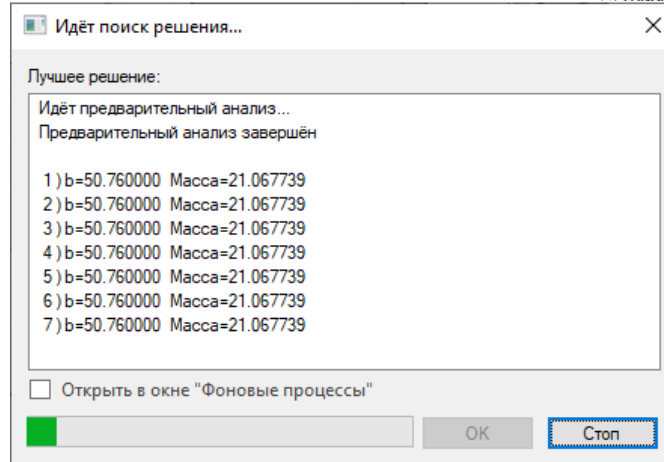 Идёт поиск решения...
Лучшее решение:
Идёт предварительный анализ...
Предварительный анализ завершён
1 ) b=50.760000 Масса=21.067739
2 ) b=50.760000 Масса=21.067739
3 ) b=50.760000 Масса=21.067739
4 ) b=50.760000 Масса=21.067739
5 ) b=50.760000 Масса=21.067739
6 ) b=50.760000 Масса=21.067739
7 ) b=50.760000 Масса=21.067739
Открыть в окне "Фоновые процессы"
ОК
Стоп